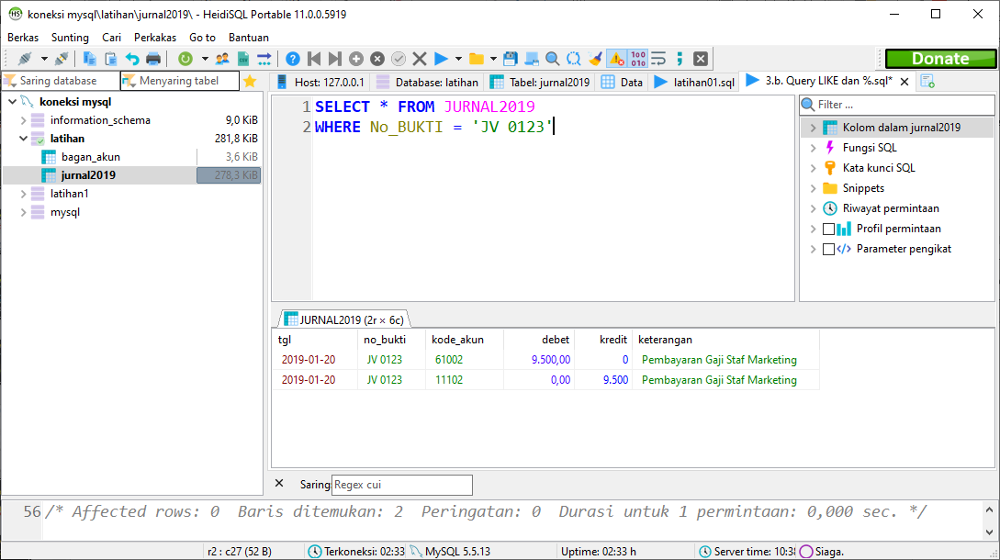 koneksi mysql\latihan\jurnal2019\ - HeidiSQL Portable 11.0.0.5919
Berkas Sunting Cari Perkakas Go to Bantuan
Donate
Saring database Menyaring tabel
Host: 127.0.0.1 Database: latihan Tabel: jurnal2019 Data latihan01.sql 3.b. Query LIKE dan %.sql*
koneksi mysql
information_schema 9,0 KiB
latihan 281,8 KiB
bagan_akun 3,6 KiB
jurnal2019 278,3 KiB
latihan1
mysql
1 SELECT * FROM JURNAL2019
2 WHERE No_BUKTI = 'JV 0123'
Filter ...
Kolom dalam jurnal2019
Fungsi SQL
Kata kunci SQL
Snippets
Riwayat permintaan
Profil permintaan
Parameter pengikat
JURNAL2019 (2r × 6c)
tgl no_bukti kode_akun debet kredit keterangan
2019-01-20 JV 0123 61002 9.500,00 0 Pembayaran Gaji Staf Marketing
2019-01-20 JV 0123 11102 0,00 9.500 Pembayaran Gaji Staf Marketing
Saring: Regex cui
56 /* Affected rows: 0 Baris ditemukan: 2 Peringatan: 0 Durasi untuk 1 permintaan: 0,000 sec. */
r2 : c27 (52 B) Terkoneksi: 02:33 MySQL 5.5.13 Uptime: 02:33 h Server time: 10:38 Siaga.